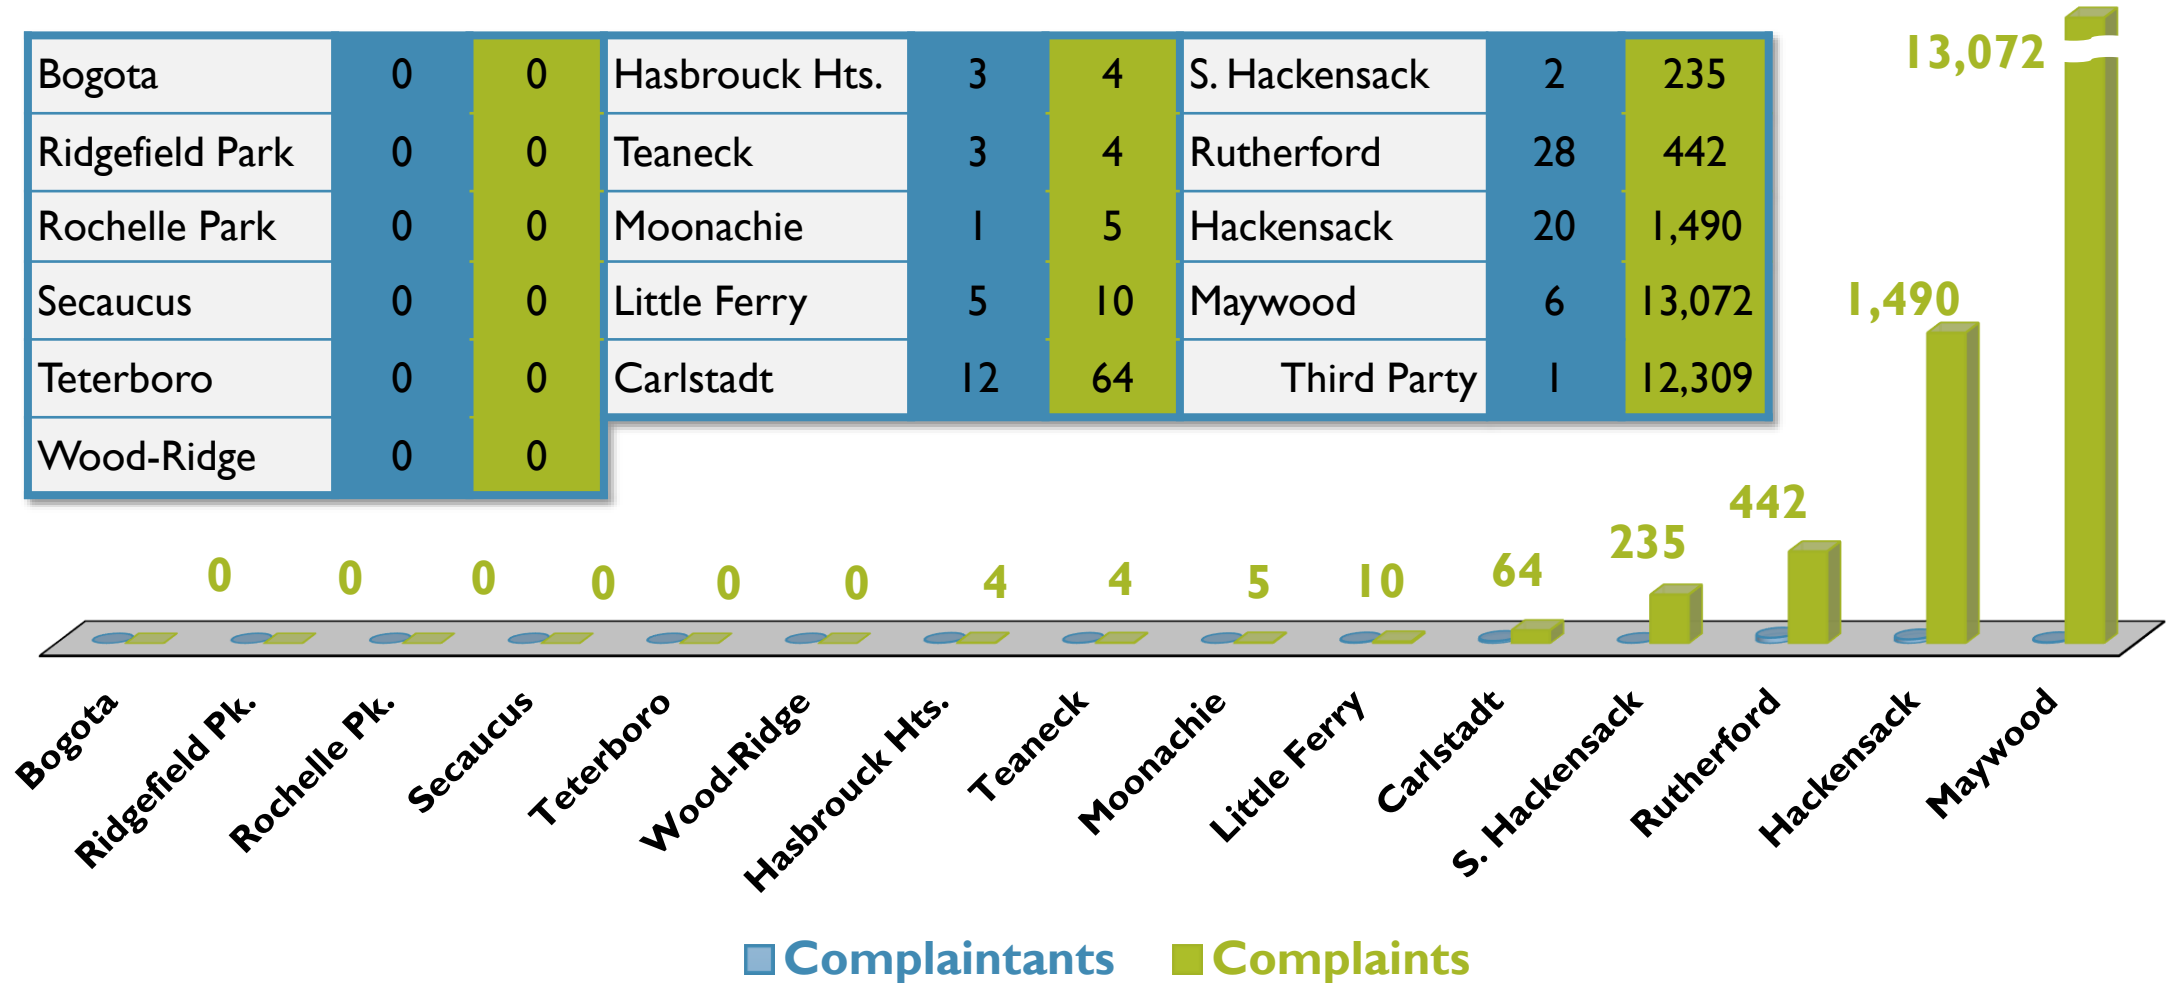 13,072
Bogota 0 0 Hasbrouck Hts. 3 4 S. Hackensack 2 235
Ridgefield Park 0 0 Teaneck 3 4 Rutherford 28 442
Rochelle Park 0 0 Moonachie 1 5 Hackensack 20 1,490
Secaucus 0 0 Little Ferry 5 10 Maywood 6 13,072
Teterboro 0 0 Carlstadt 12 64 Third Party 1 12,309
Wood-Ridge 0 0
1,490
442
235
0 0 0 0 0 0 4 4 5 10 64
Bogota
Ridgefield Pk.
Rochelle Pk.
Secaucus
Teterboro
Wood-Ridge
Hasbrouck Hts.
Teaneck
Moonachie
Little Ferry
Carlstadt
S. Hackensack
Rutherford
Hackensack
Maywood
Complaintants Complaints